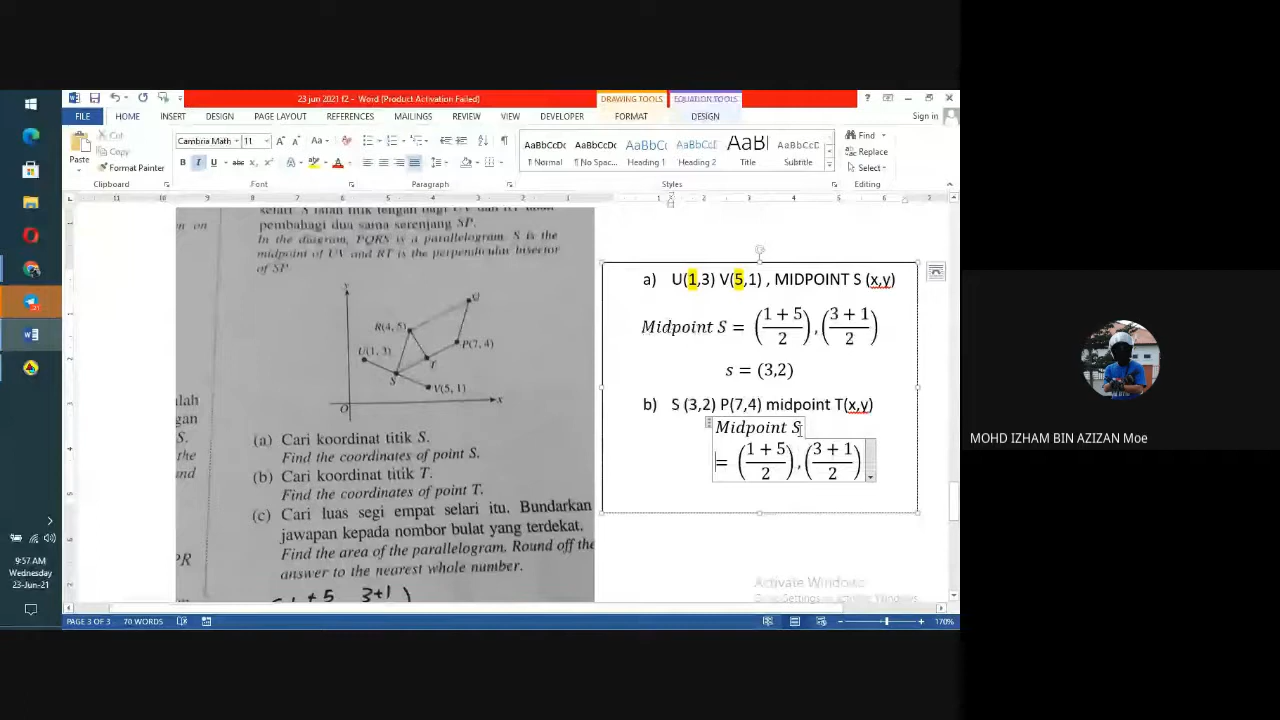 23 jun 2021 f2 - Word (Product Activation Failed)
DRAWING TOOLS
EQUATION TOOLS
FILE HOME INSERT DESIGN PAGE LAYOUT REFERENCES MAILINGS REVIEW VIEW DEVELOPER FORMAT DESIGN
Sign in
Cut
Copy
Format Painter
Paste
Cambria Math 11
AaBbCcDc AaBbCcDc AaBbCc AaBbCcD AaBl AaBbCcD
¶ Normal ¶ No Spac... Heading 1 Heading 2 Title Subtitle
Find
Replace
Select
Clipboard Font Paragraph Styles Editing
pembahagi dua sama serenjang SP.
In the diagram, PQRS is a parallelogram. S is the
midpoint of UV and RT is the perpendicular bisector
of SP
y
Q
R(4, 5)
U(1, 3)
P(7, 4)
T
S
V(5, 1)
O
x
(a) Cari koordinat titik S.
Find the coordinates of point S.
(b) Cari koordinat titik T.
Find the coordinates of point T.
(c) Cari luas segi empat selari itu. Bundarkan
jawapan kepada nombor bulat yang terdekat.
Find the area of the parallelogram. Round off the
answer to the nearest whole number.
3+1
a) U(1,3) V(5,1) , MIDPOINT S (x,y)
Midpoint S = (1 + 5 / 2) , (3 + 1 / 2)
s = (3,2)
b) S (3,2) P(7,4) midpoint T(x,y)
Midpoint S
= (1 + 5 / 2) , (3 + 1 / 2)
Activate Windows
MOHD IZHAM BIN AZIZAN Moe
9:57 AM
Wednesday
23-Jun-21
PAGE 3 OF 3 70 WORDS
170%